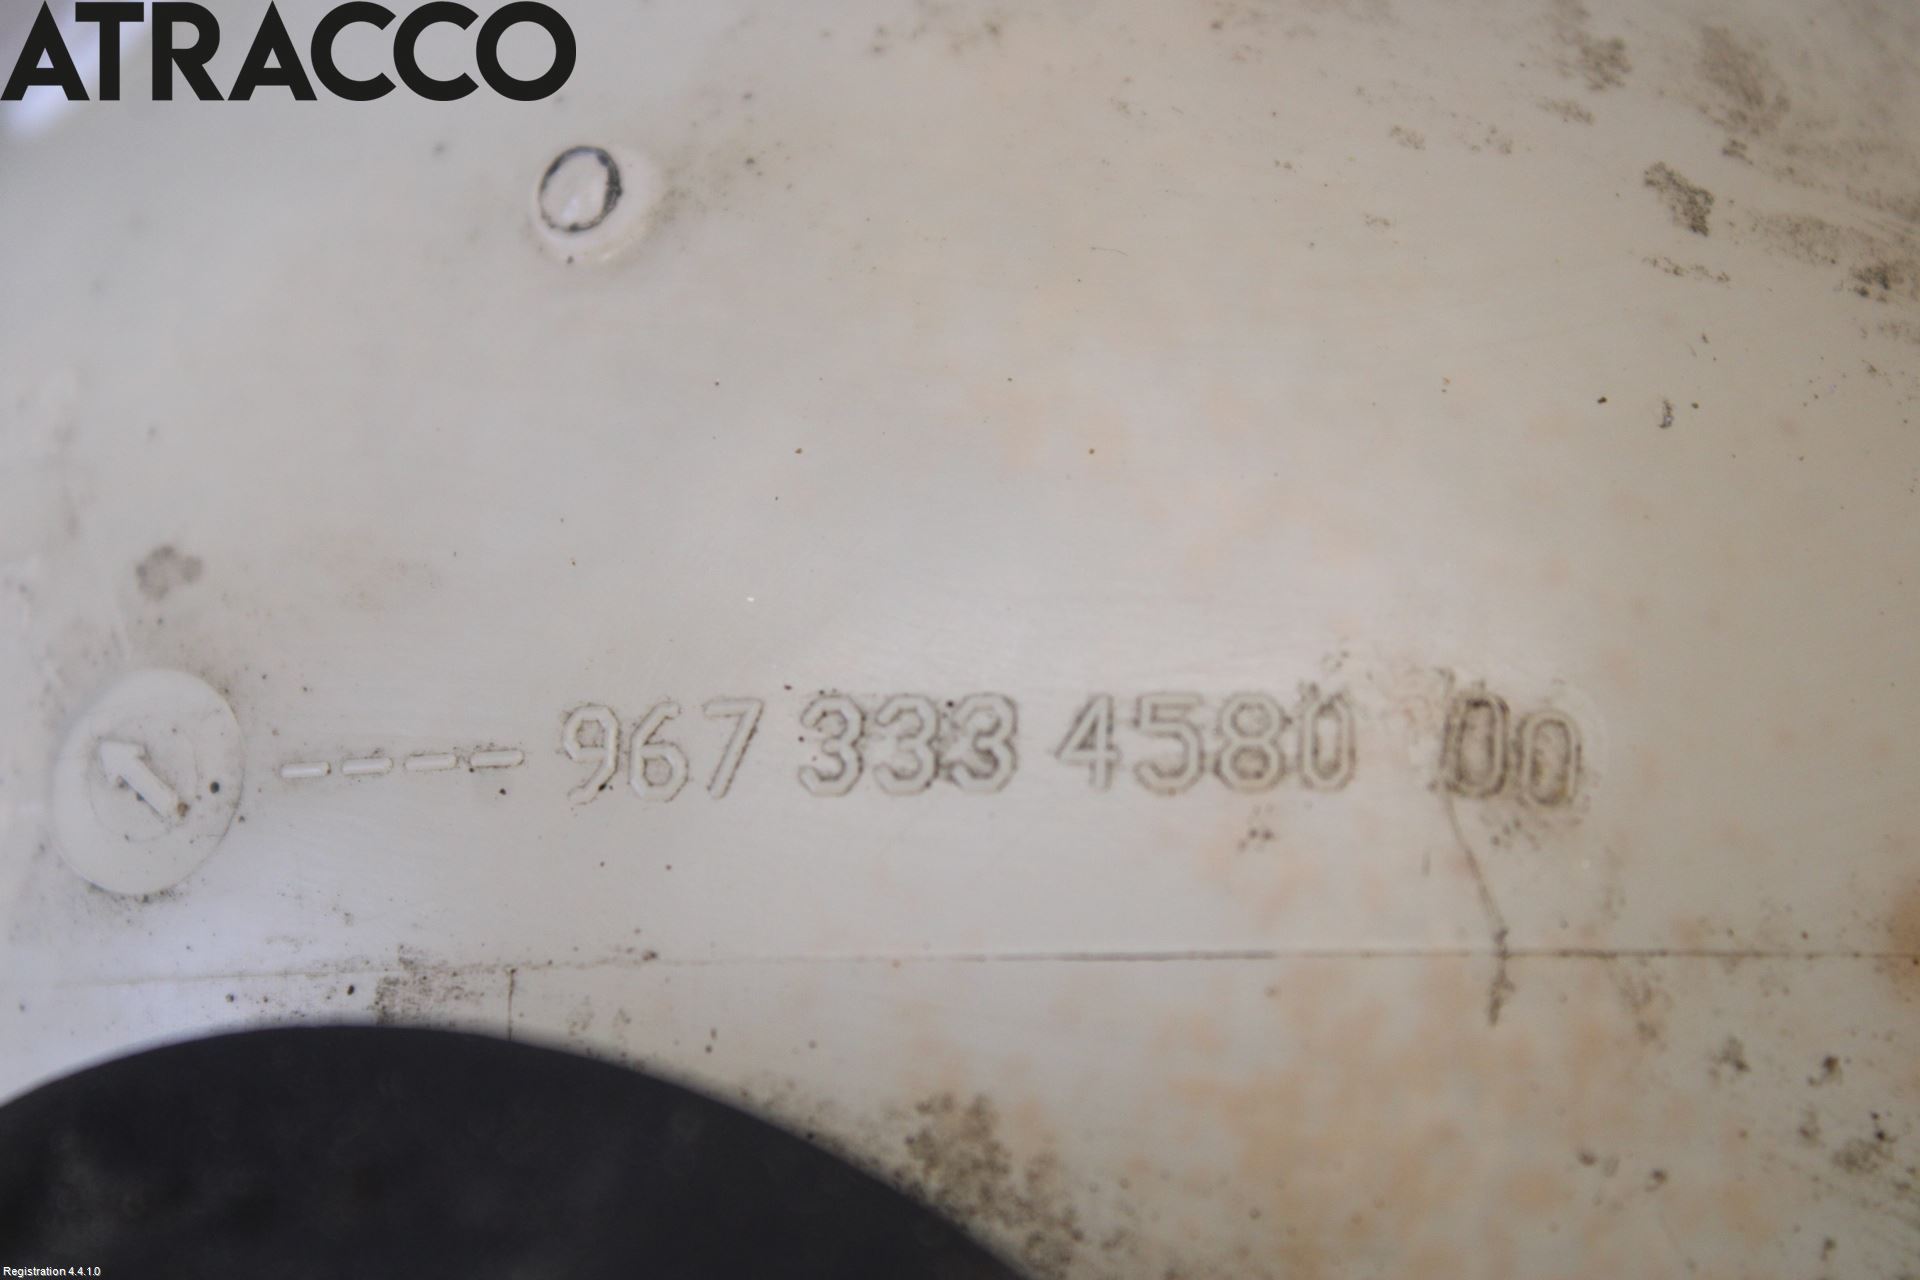 ATRACCO
967 333 4580 00
Registration 4.4.1.0